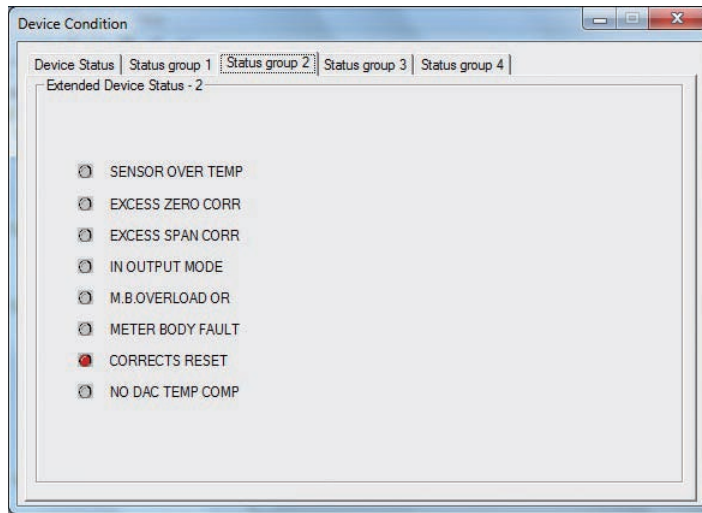 Device Condition
Device Status Status group 1 Status group 2 Status group 3 Status group 4
Extended Device Status - 2
SENSOR OVER TEMP
EXCESS ZERO CORR
EXCESS SPAN CORR
IN OUTPUT MODE
M.B.OVERLOAD OR
METER BODY FAULT
CORRECTS RESET
NO DAC TEMP COMP